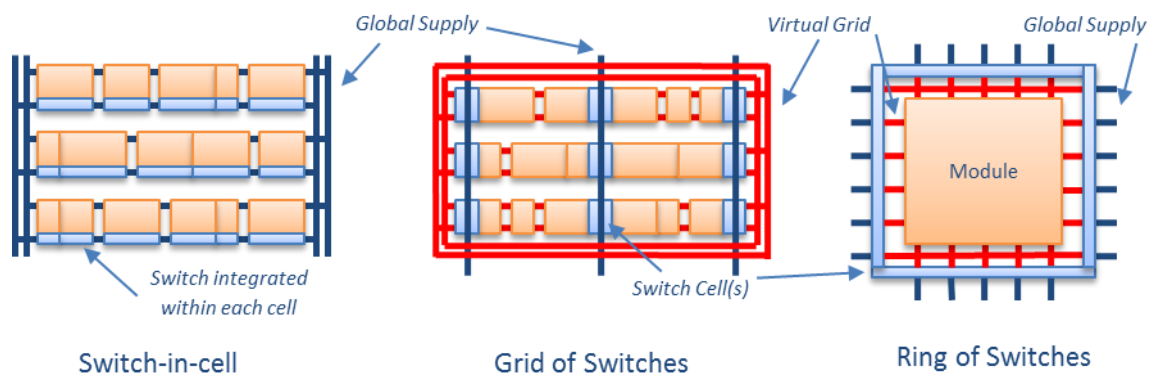 Global Supply
Virtual Grid
Global Supply
Module
Switch integrated
within each cell
Switch Cell(s)
Switch-in-cell
Grid of Switches
Ring of Switches